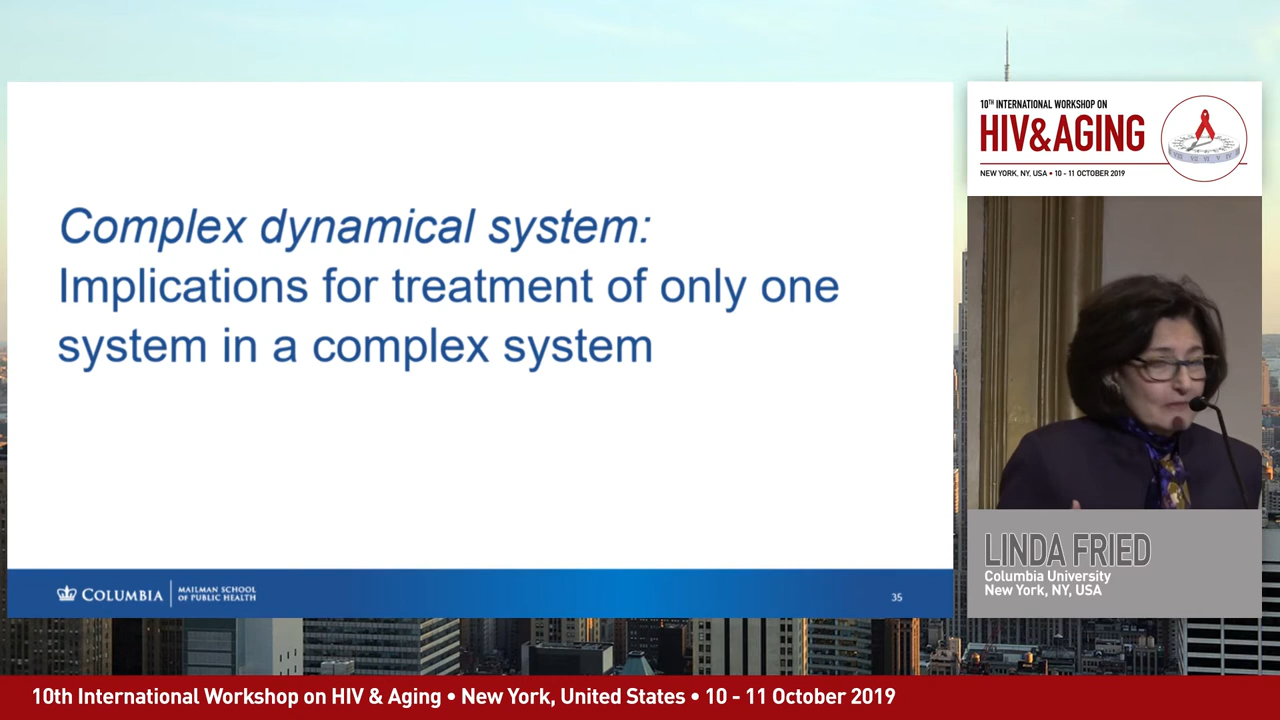 Complex dynamical system:
Implications for treatment of only one
system in a complex system
COLUMBIA
MAILMAN SCHOOL
OF PUBLIC HEALTH
35
10TH INTERNATIONAL WORKSHOP ON
HIV&AGING
NEW YORK, NY, USA • 10 - 11 OCTOBER 2019
LINDA FRIED
Columbia University
New York, NY, USA
10th International Workshop on HIV & Aging • New York, United States • 10 - 11 October 2019